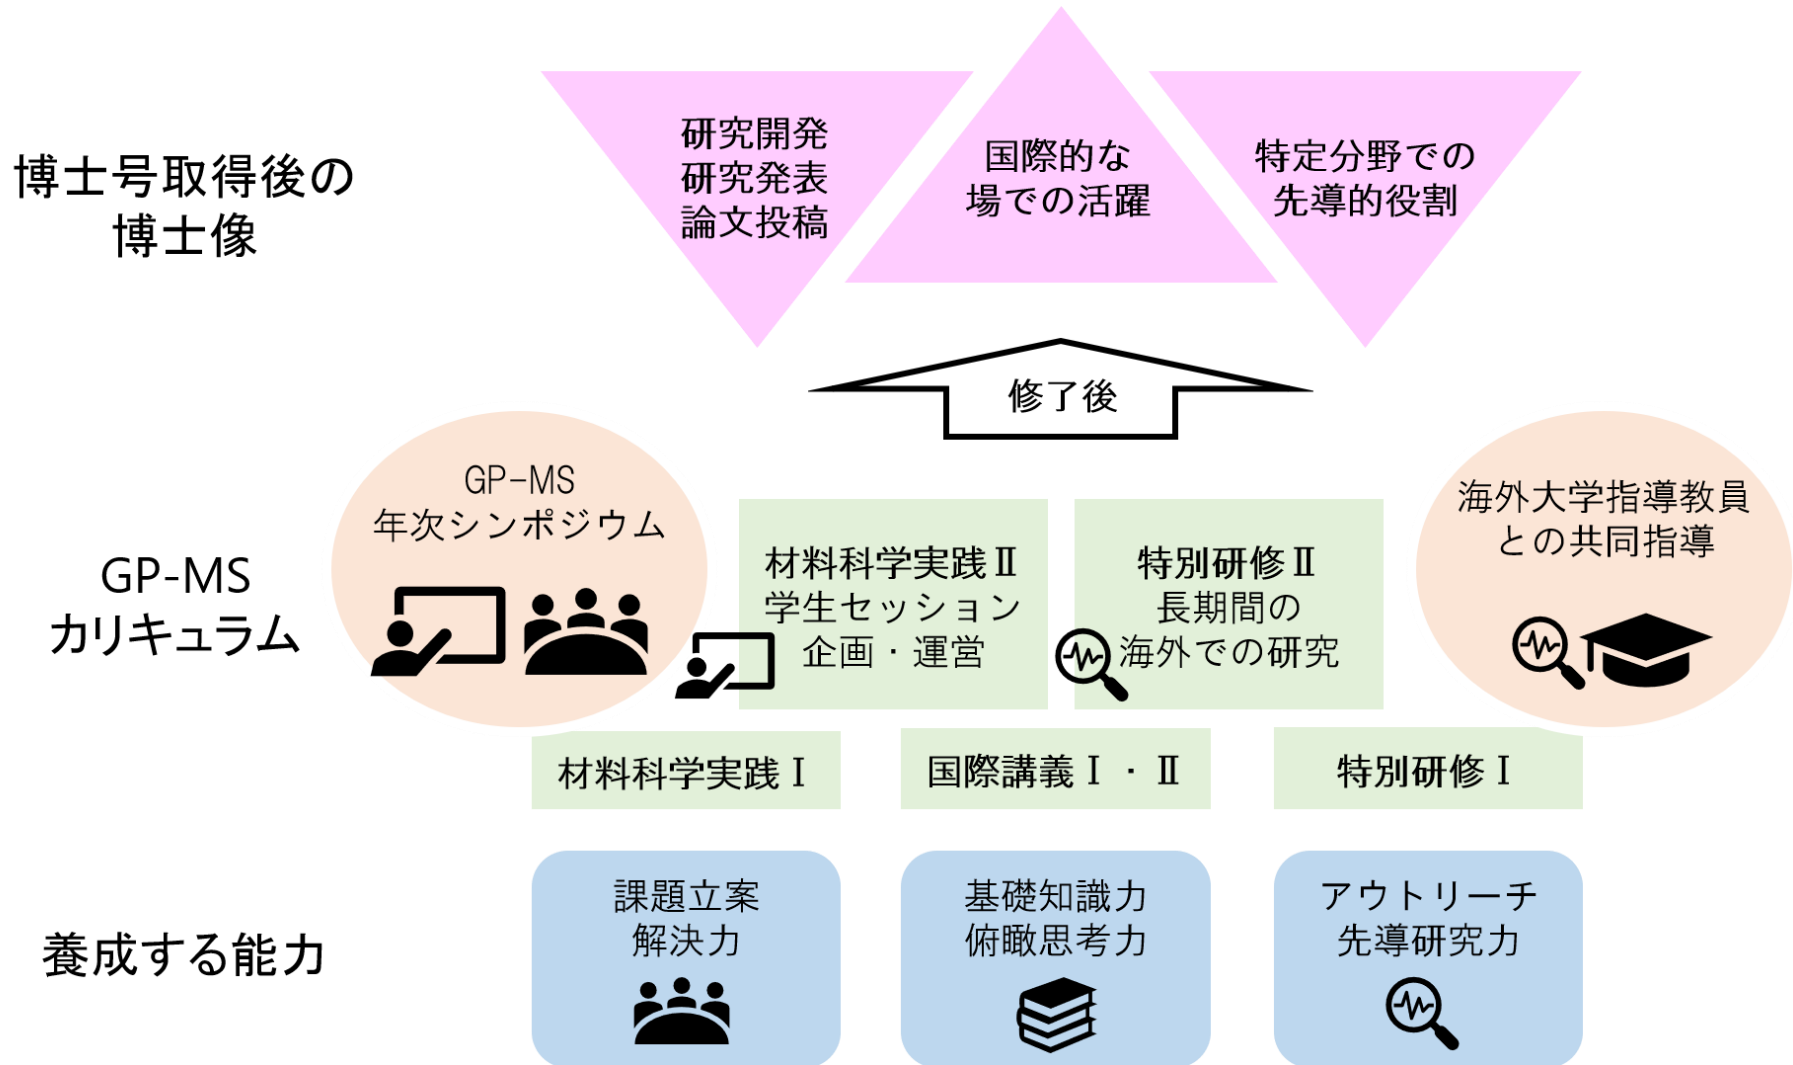 博士号取得後の
博士像
研究開発
研究発表
論文投稿
国際的な
場での活躍
特定分野での
先導的役割
修了後
GP-MS
カリキュラム
GP-MS
年次シンポジウム
材料科学実践Ⅱ
学生セッション
企画・運営
特別研修Ⅱ
長期間の
海外での研究
海外大学指導教員
との共同指導
材料科学実践Ⅰ
国際講義Ⅰ・Ⅱ
特別研修Ⅰ
養成する能力
課題立案
解決力
基礎知識力
俯瞰思考力
アウトリーチ
先導研究力